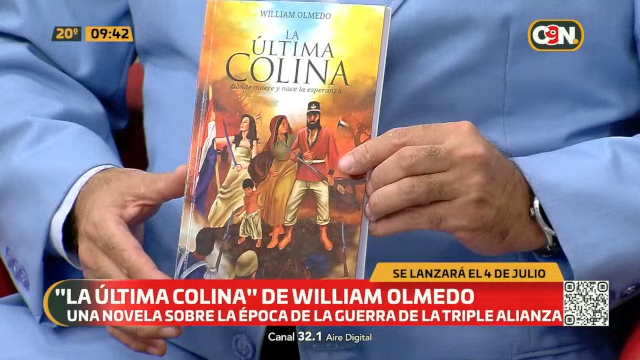 20°
09:42
C9N
WILLIAM OLMEDO
LA
ÚLTIMA
COLINA
Donde muere y nace la esperanza.
SE LANZARÁ EL 4 DE JULIO
"LA ÚLTIMA COLINA" DE WILLIAM OLMEDO
UNA NOVELA SOBRE LA ÉPOCA DE LA GUERRA DE LA TRIPLE ALIANZA
Canal 32.1 Aire Digital